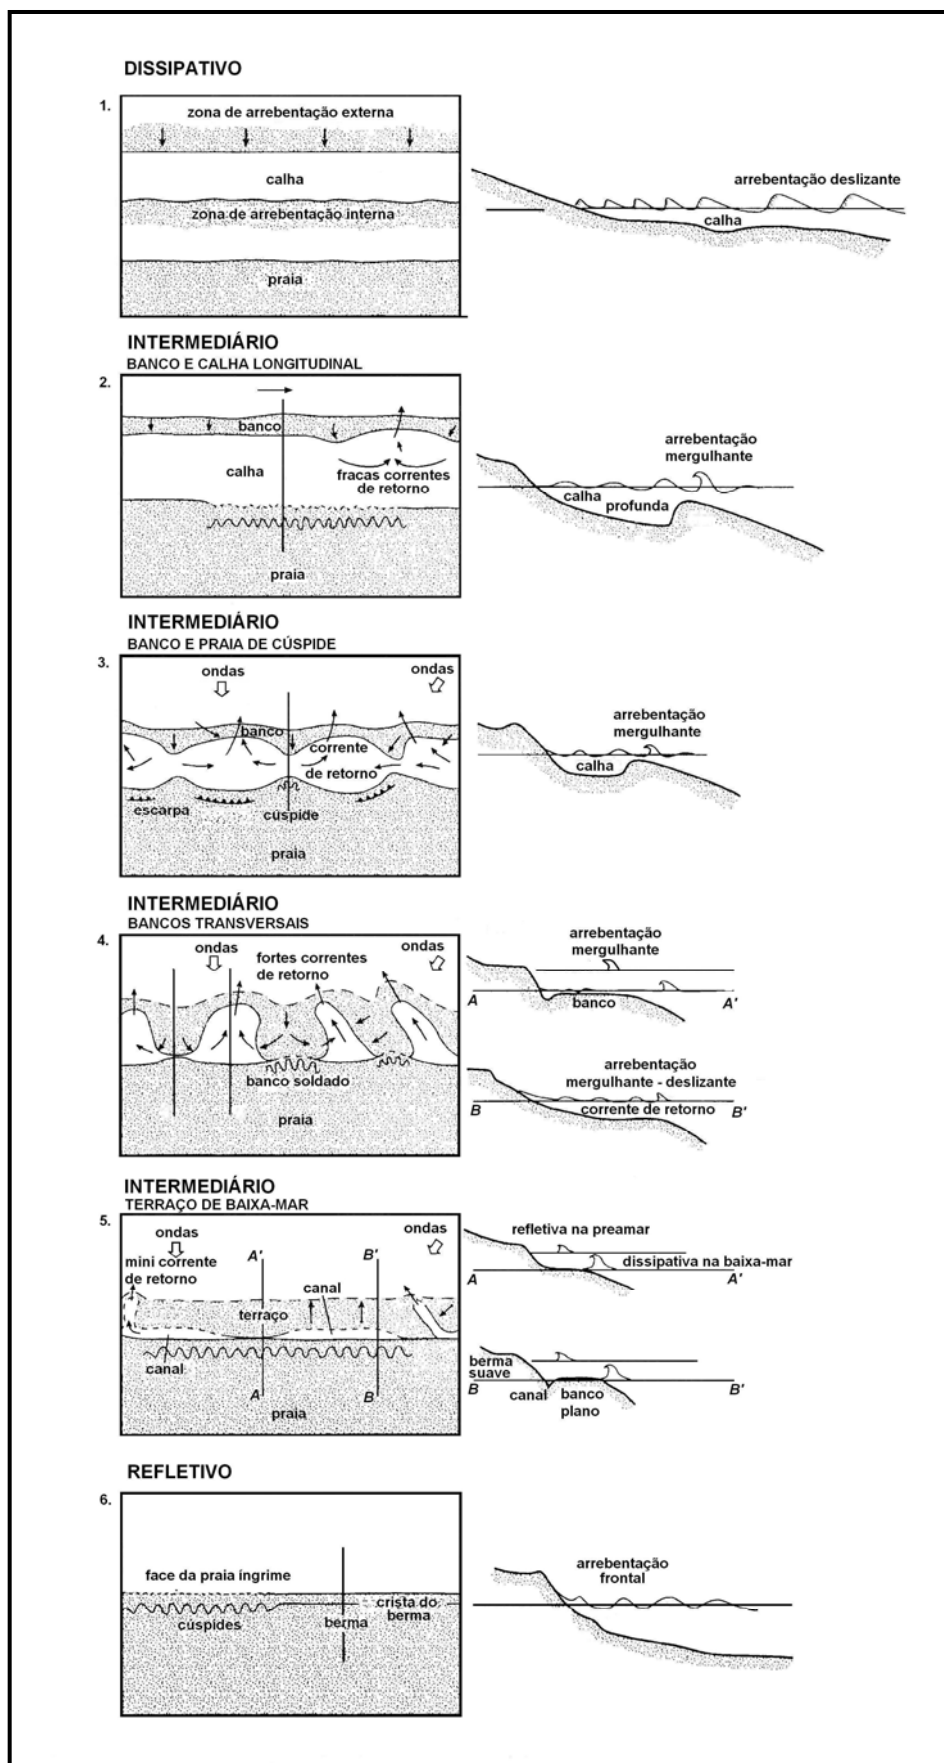 DISSIPATIVO
1.
zona de arrebentação externa
calha
zona de arrebentação interna
praia
arrebentação deslizante
calha
INTERMEDIÁRIO
BANCO E CALHA LONGITUDINAL
2.
banco
calha
fracas correntes
de retorno
praia
arrebentação
mergulhante
calha
profunda
INTERMEDIÁRIO
BANCO E PRAIA DE CÚSPIDE
3.
ondas
ondas
banco
corrente
de retorno
escarpa
cúspide
praia
arrebentação
mergulhante
calha
INTERMEDIÁRIO
BANCOS TRANSVERSAIS
4.
ondas
fortes correntes
de retorno
ondas
banco soldado
praia
arrebentação
mergulhante
A
banco
A'
arrebentação
mergulhante - deslizante
B
corrente de retorno
B'
INTERMEDIÁRIO
TERRAÇO DE BAIXA-MAR
5.
ondas
ondas
mini corrente
de retorno
A'
B'
canal
terraço
canal
A
B
praia
refletiva na preamar
dissipativa na baixa-mar
A
A'
berma
suave
B
canal
banco
plano
B'
REFLETIVO
6.
face da praia íngrime
cúspides
crista do
berma
berma
arrebentação
frontal